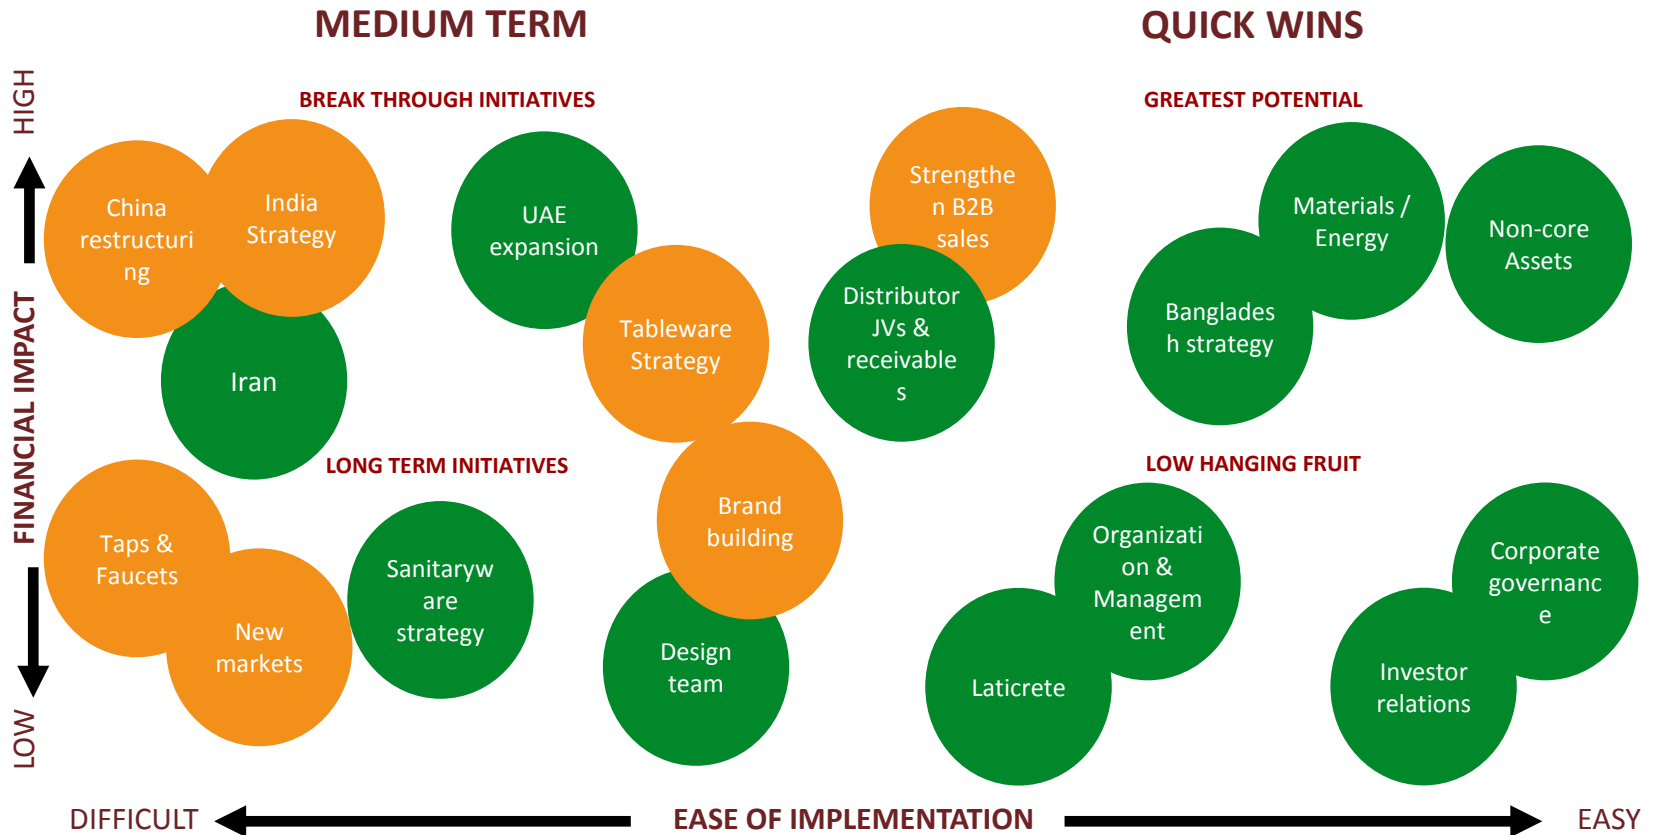 MEDIUM TERM
QUICK WINS
HIGH
BREAK THROUGH INITIATIVES
GREATEST POTENTIAL
China
restructuri
ng
India
Strategy
UAE
expansion
Strengthe
n B2B
sales
Materials /
Energy
Non-core
Assets
Iran
Tableware
Strategy
Distributor
JVs &
receivable
s
Banglades
h strategy
FINANCIAL IMPACT
LONG TERM INITIATIVES
LOW HANGING FRUIT
Taps &
Faucets
New
markets
Sanitaryw
are
strategy
Brand
building
Design
team
Organizati
on &
Managem
ent
Laticrete
Corporate
governanc
e
Investor
relations
LOW
DIFFICULT
EASE OF IMPLEMENTATION
EASY